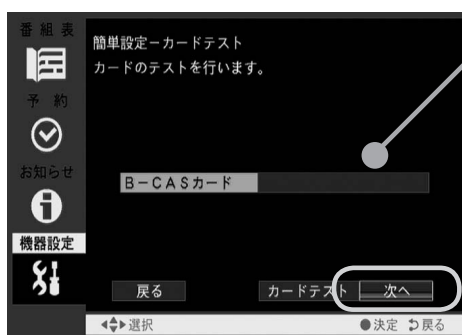 番組表
簡単設定－カードテスト
カードのテストを行います。
予約
お知らせ
B－CASカード
機器設定
戻る
カードテスト
次へ
選択
決定
戻る